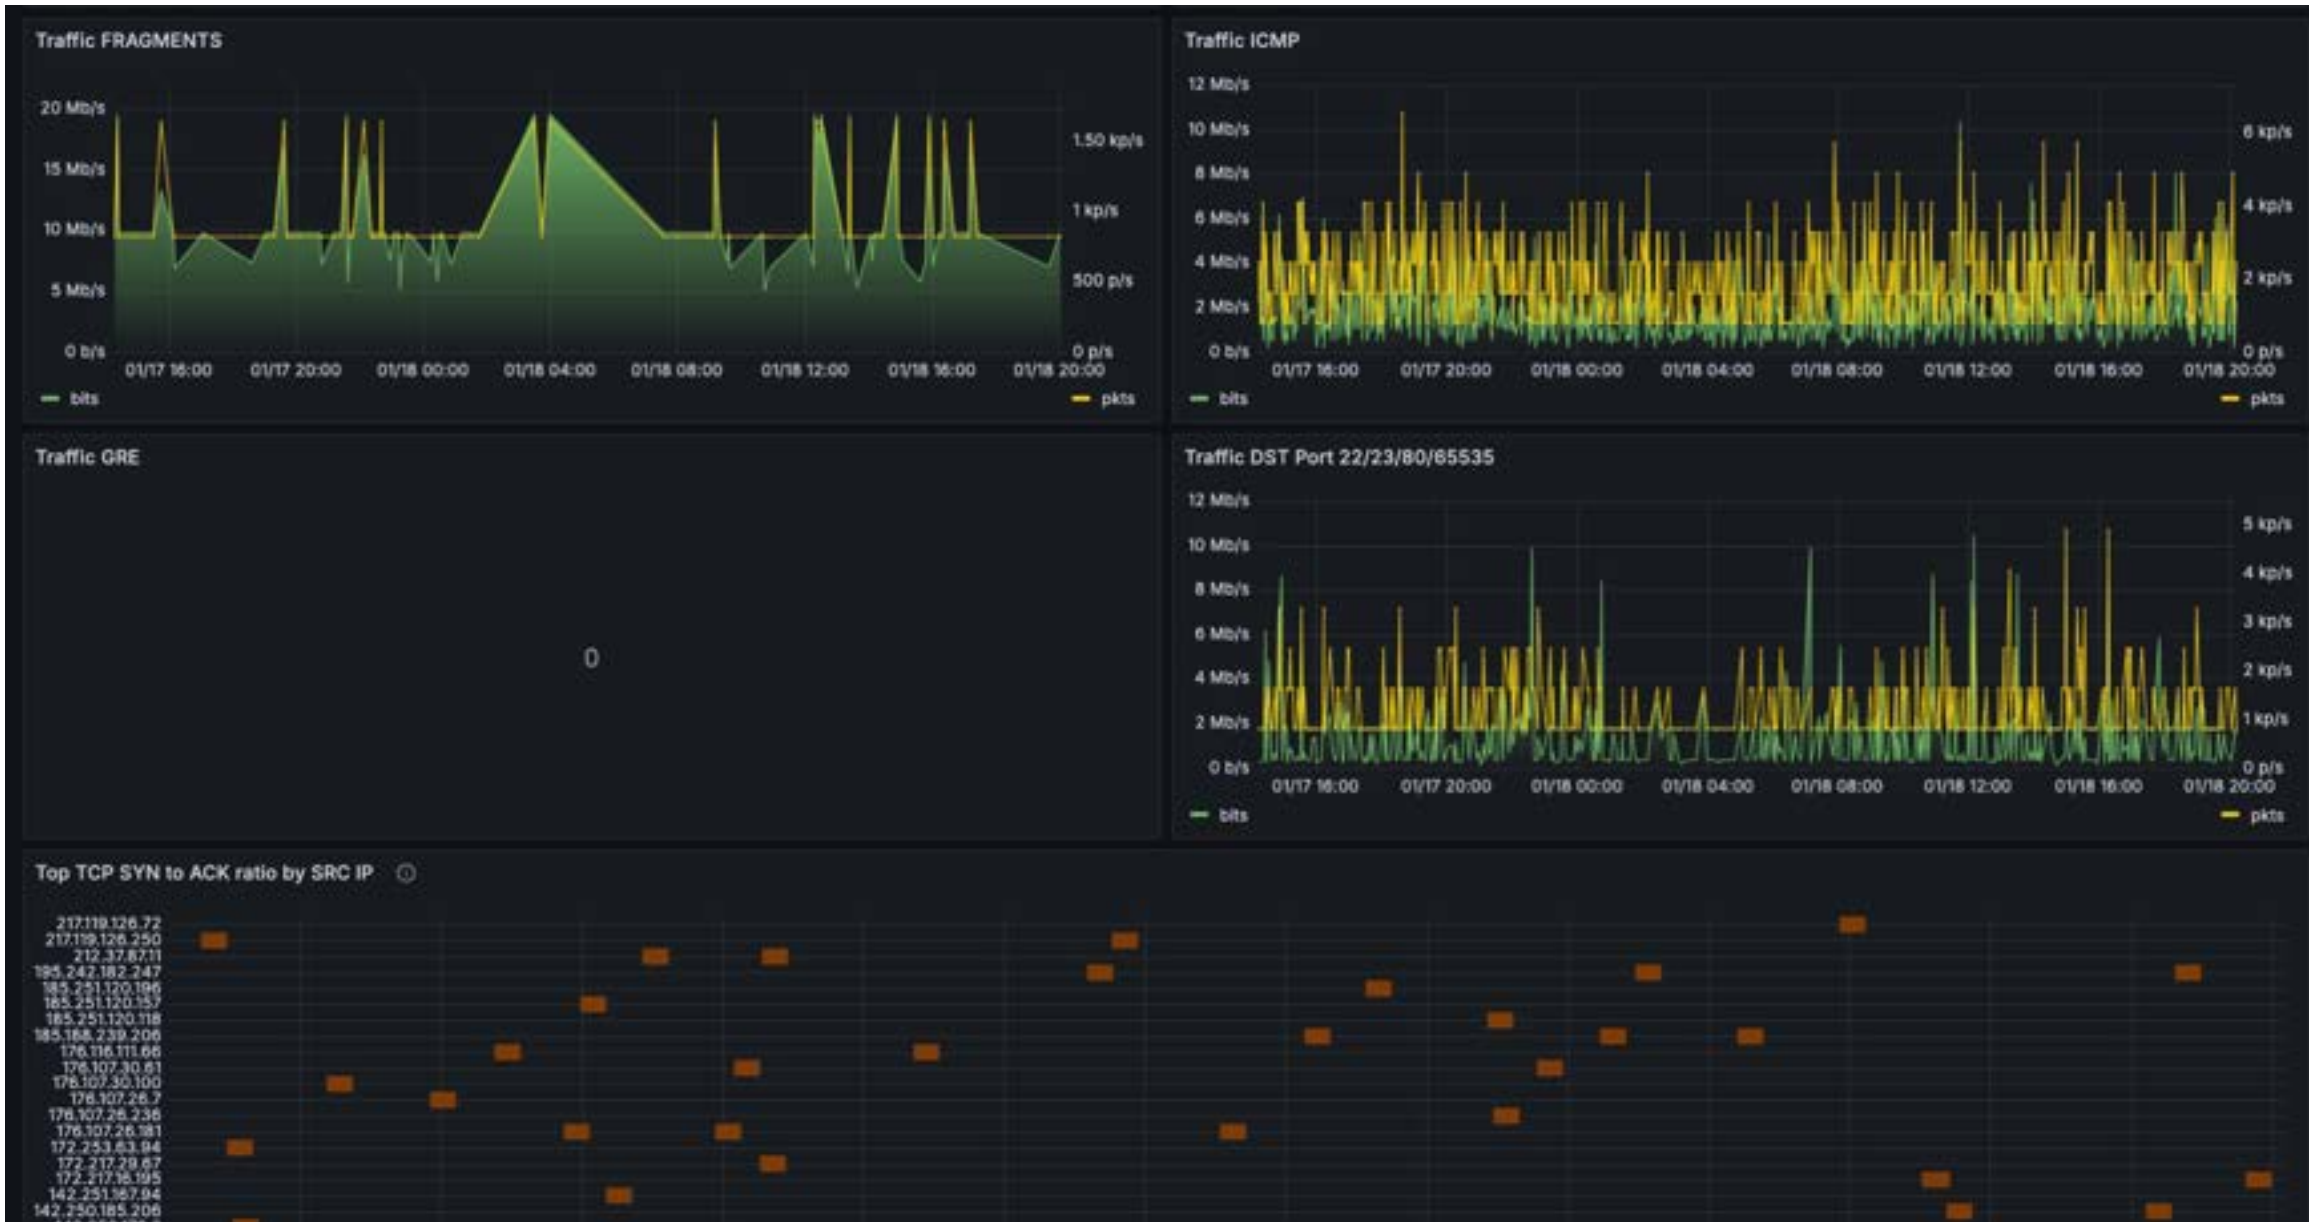 Traffic FRAGMENTS
20 Mb/s
15 Mb/s
10 Mb/s
5 Mb/s
0 b/s
1.50 kp/s
1 kp/s
500 p/s
0 p/s
01/17 16:00 01/17 20:00 01/18 00:00 01/18 04:00 01/18 08:00 01/18 12:00 01/18 16:00 01/18 20:00
bits pkts
Traffic ICMP
12 Mb/s
10 Mb/s
8 Mb/s
6 Mb/s
4 Mb/s
2 Mb/s
0 b/s
6 kp/s
4 kp/s
2 kp/s
0 p/s
01/17 16:00 01/17 20:00 01/18 00:00 01/18 04:00 01/18 08:00 01/18 12:00 01/18 16:00 01/18 20:00
bits pkts
Traffic GRE
0
Traffic DST Port 22/23/80/65535
12 Mb/s
10 Mb/s
8 Mb/s
6 Mb/s
4 Mb/s
2 Mb/s
0 b/s
5 kp/s
4 kp/s
3 kp/s
2 kp/s
1 kp/s
0 p/s
01/17 16:00 01/17 20:00 01/18 00:00 01/18 04:00 01/18 08:00 01/18 12:00 01/18 16:00 01/18 20:00
bits pkts
Top TCP SYN to ACK ratio by SRC IP
217.119.126.72
217.119.126.250
212.37.87.11
195.242.182.247
185.251.120.196
185.251.120.157
185.251.120.118
185.168.239.206
176.116.111.66
176.107.30.61
176.107.30.100
176.107.26.7
176.107.26.236
176.107.26.181
172.253.63.94
172.217.29.67
172.217.16.195
142.251.167.94
142.250.185.206